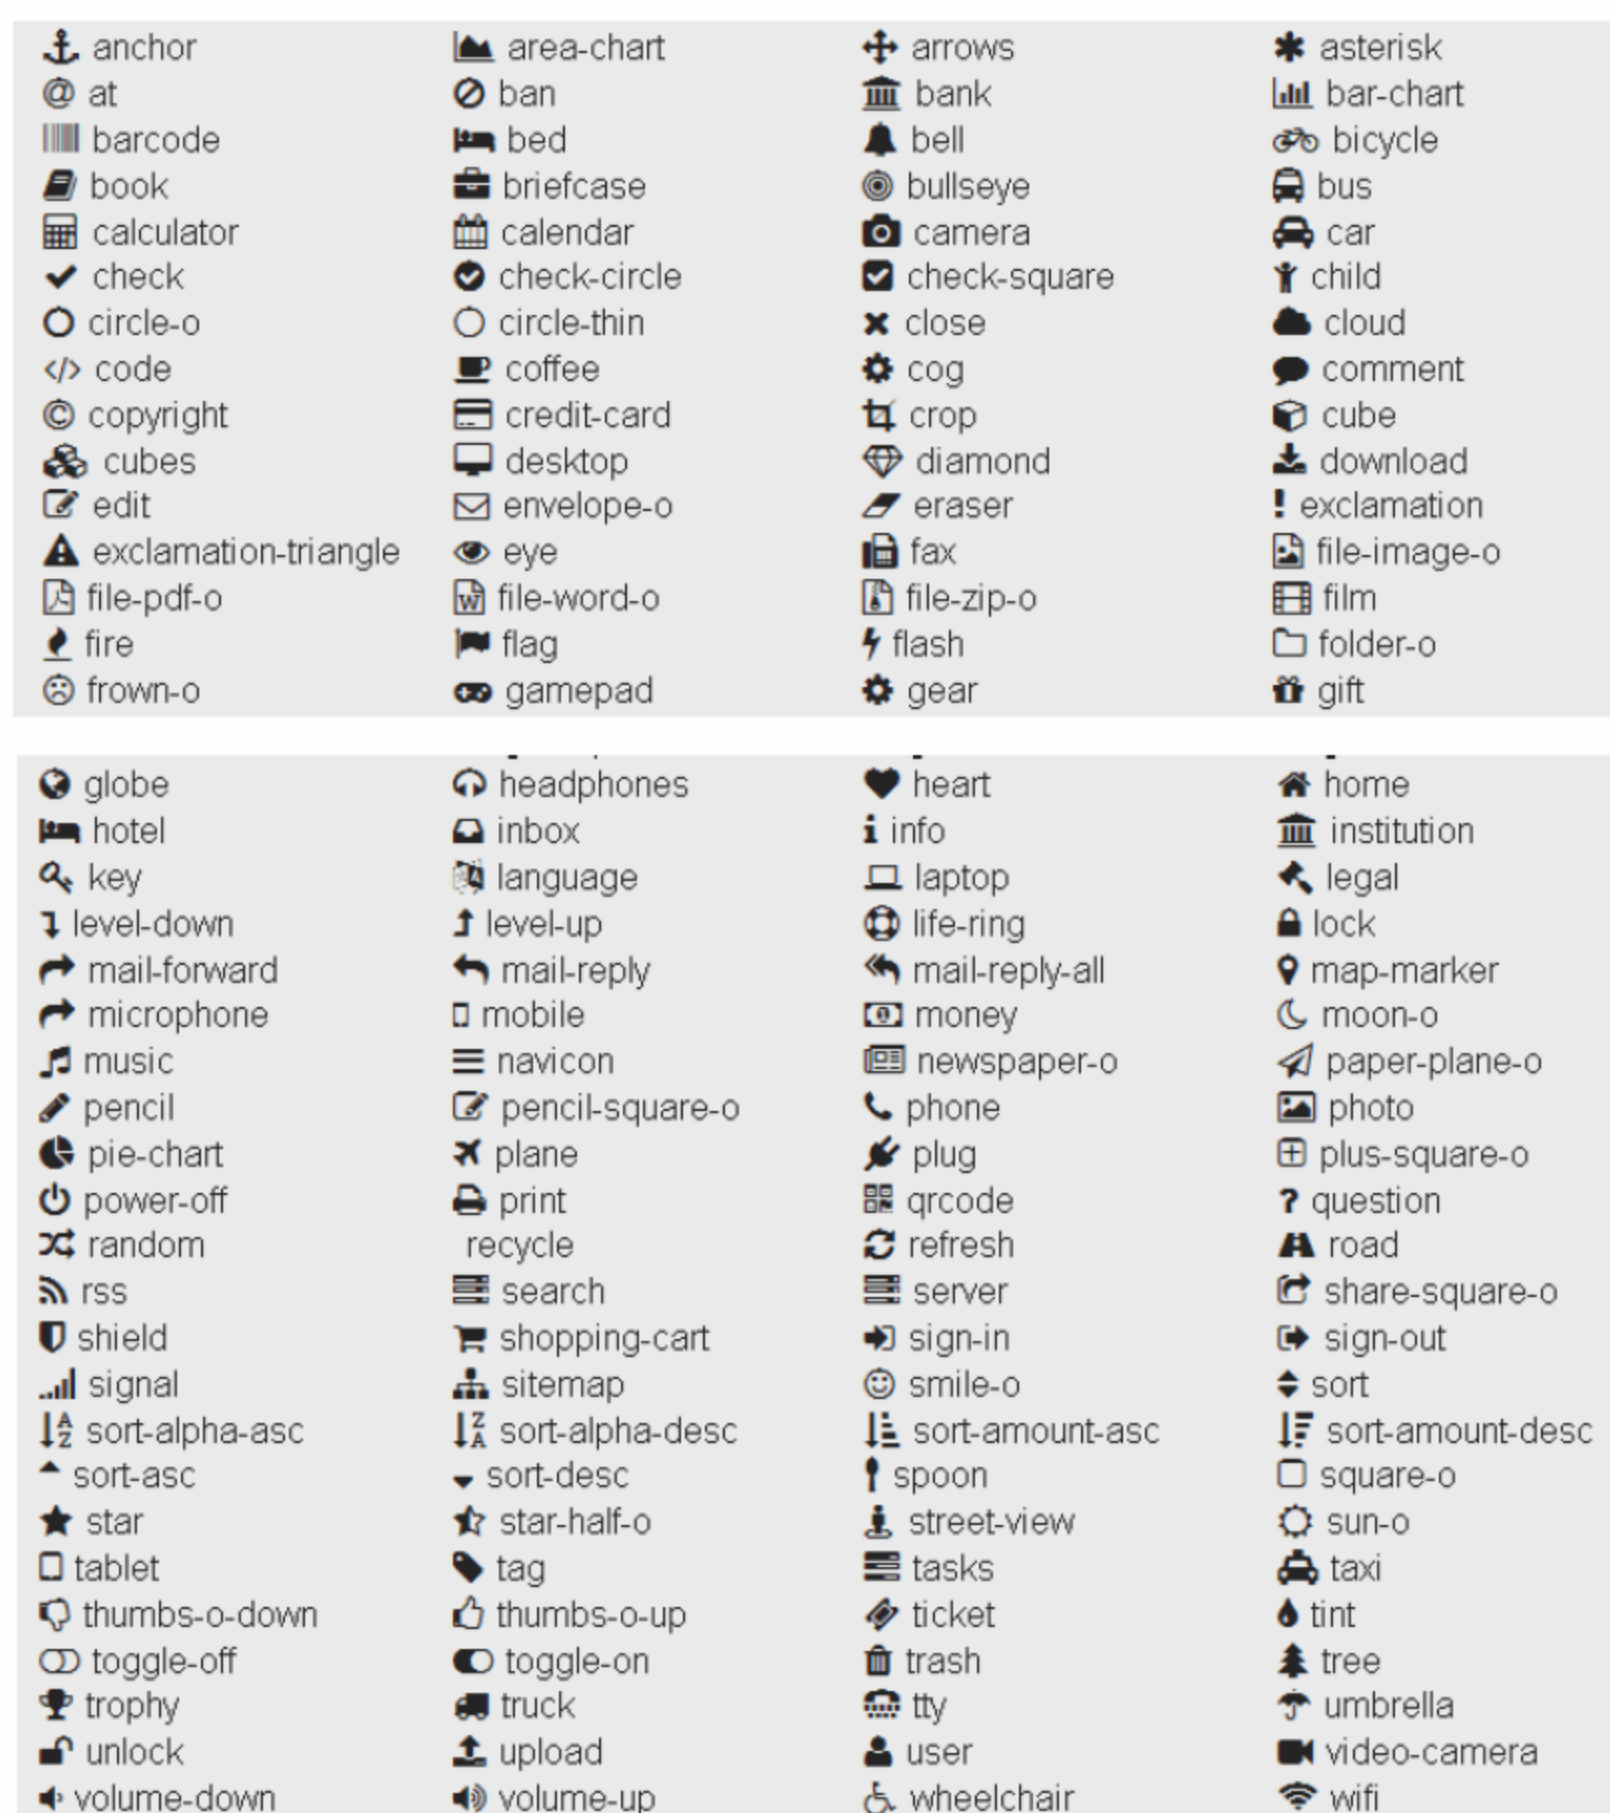 anchor area-chart arrows asterisk
at ban bank bar-chart
barcode bed bell bicycle
book briefcase bullseye bus
calculator calendar camera car
check check-circle check-square child
circle-o circle-thin close cloud
code coffee cog comment
copyright credit-card crop cube
cubes desktop diamond download
edit envelope-o eraser exclamation
exclamation-triangle eye fax file-image-o
file-pdf-o file-word-o file-zip-o film
fire flag flash folder-o
frown-o gamepad gear gift
globe headphones heart home
hotel inbox info institution
key language laptop legal
level-down level-up life-ring lock
mail-forward mail-reply mail-reply-all map-marker
microphone mobile money moon-o
music navicon newspaper-o paper-plane-o
pencil pencil-square-o phone photo
pie-chart plane plug plus-square-o
power-off print qrcode question
random recycle refresh road
rss search server share-square-o
shield shopping-cart sign-in sign-out
signal sitemap smile-o sort
sort-alpha-asc sort-alpha-desc sort-amount-asc sort-amount-desc
sort-asc sort-desc spoon square-o
star star-half-o street-view sun-o
tablet tag tasks taxi
thumbs-o-down thumbs-o-up ticket tint
toggle-off toggle-on trash tree
trophy truck tty umbrella
unlock upload user video-camera
volume-down volume-up wheelchair wifi